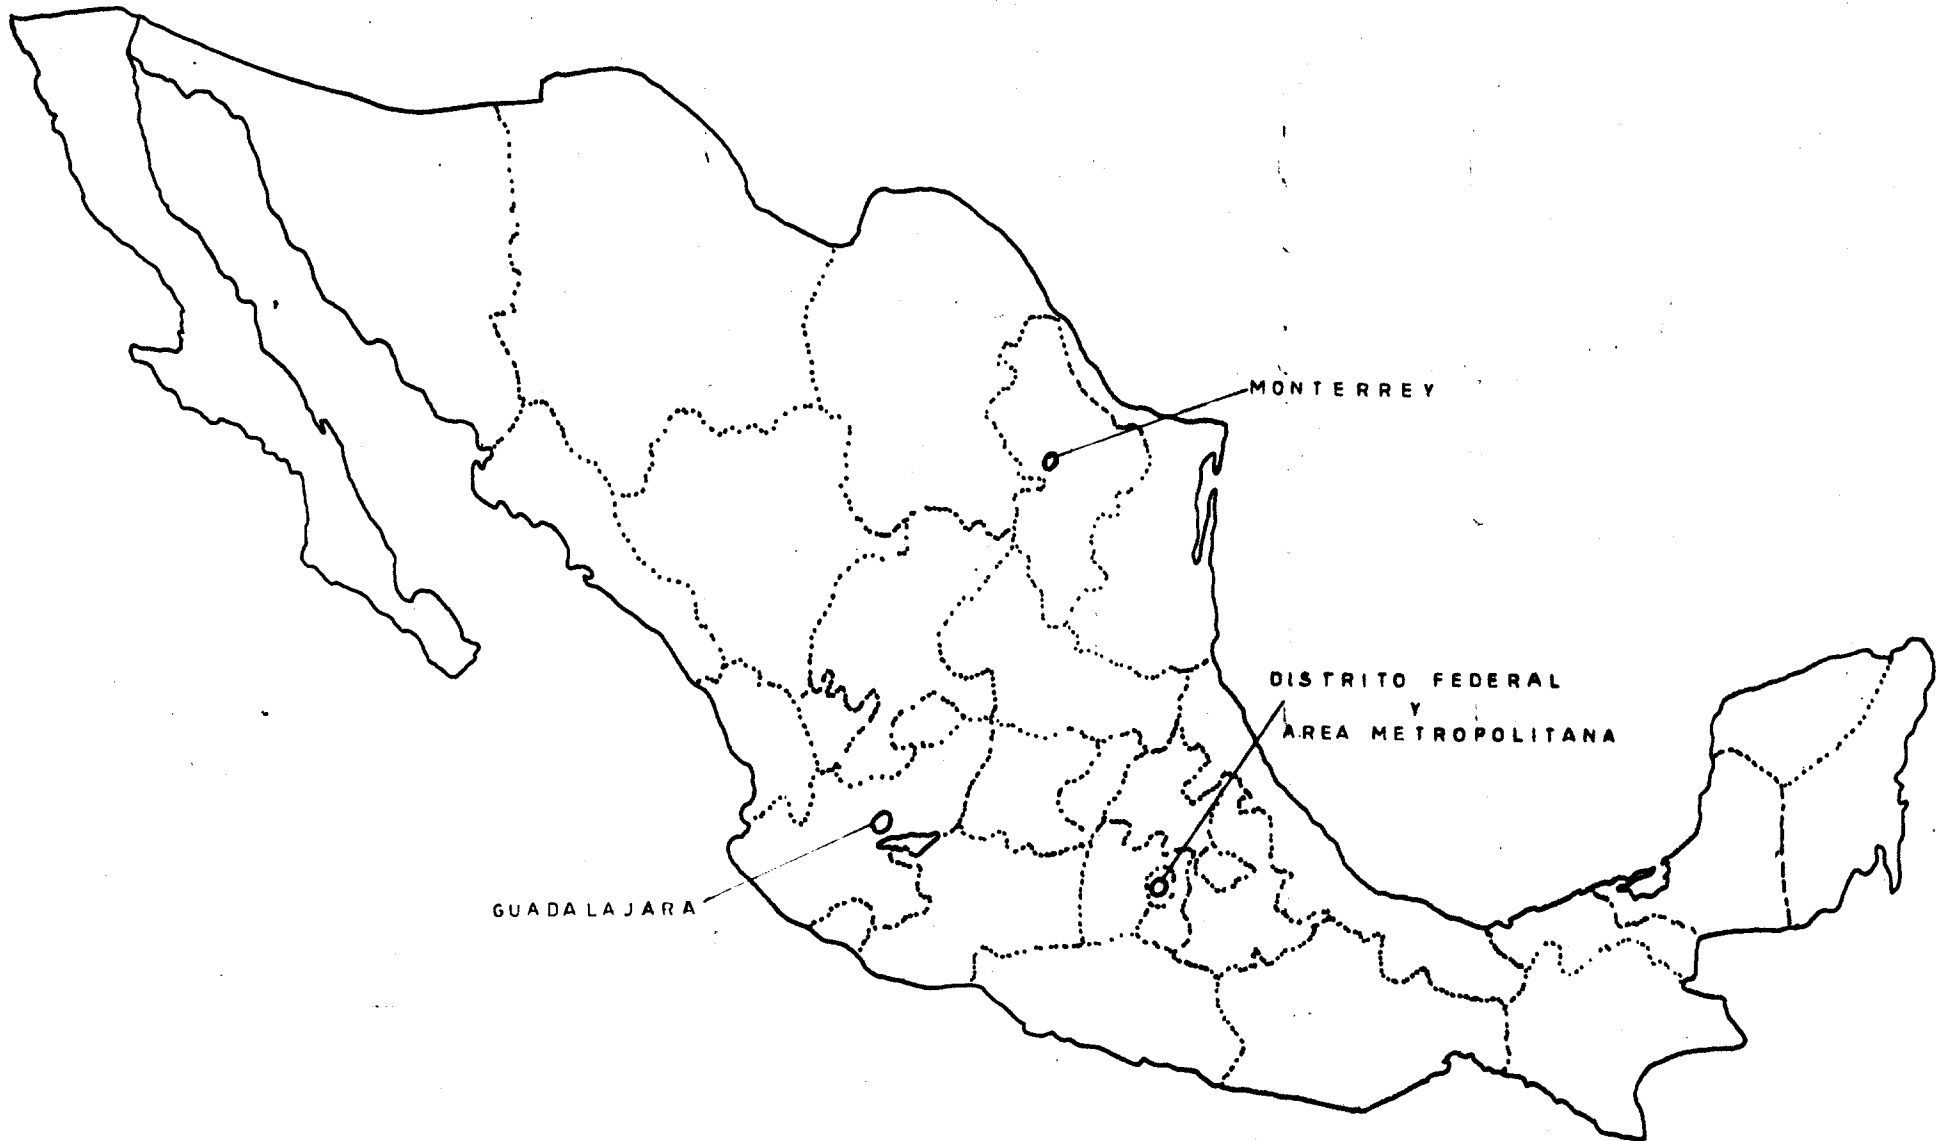 MONTERREY
DISTRITO FEDERAL
Y
AREA METROPOLITANA
GUADALAJARA